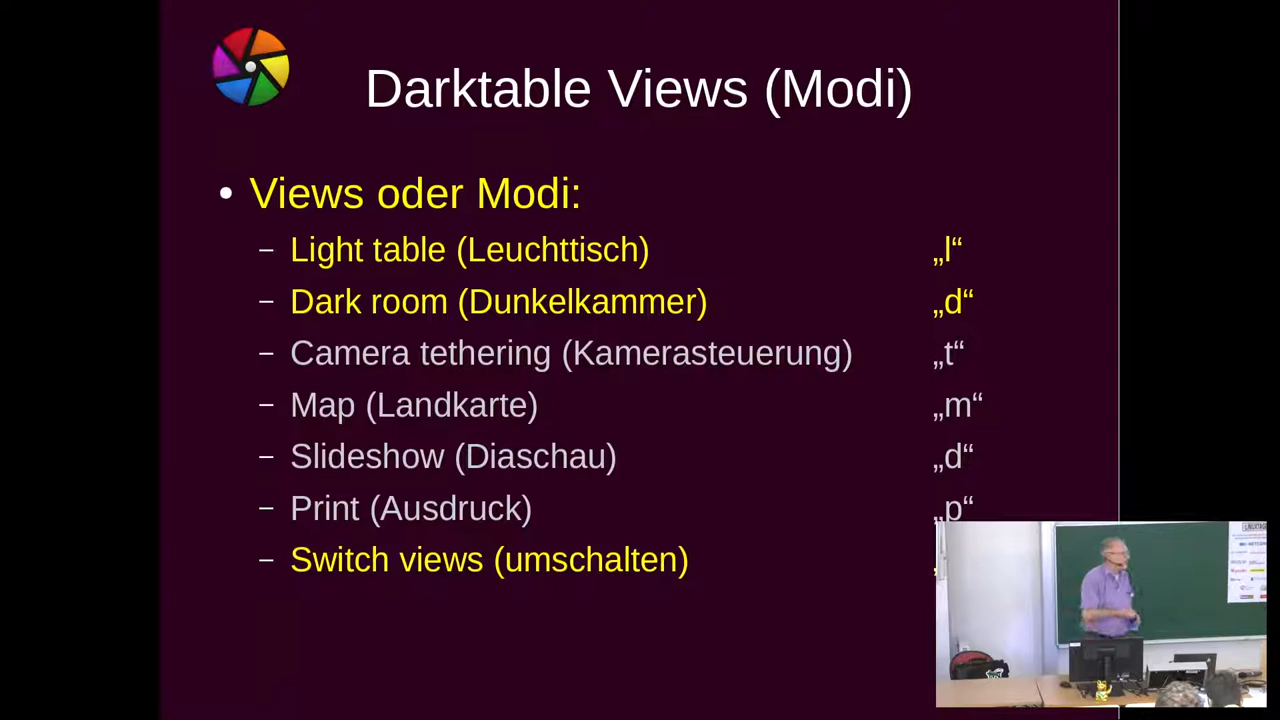 Darktable Views (Modi)
• Views oder Modi:
– Light table (Leuchttisch) „l“
– Dark room (Dunkelkammer) „d“
– Camera tethering (Kamerasteuerung) „t“
– Map (Landkarte) „m“
– Slideshow (Diaschau) „d“
– Print (Ausdruck) „p“
– Switch views (umschalten)